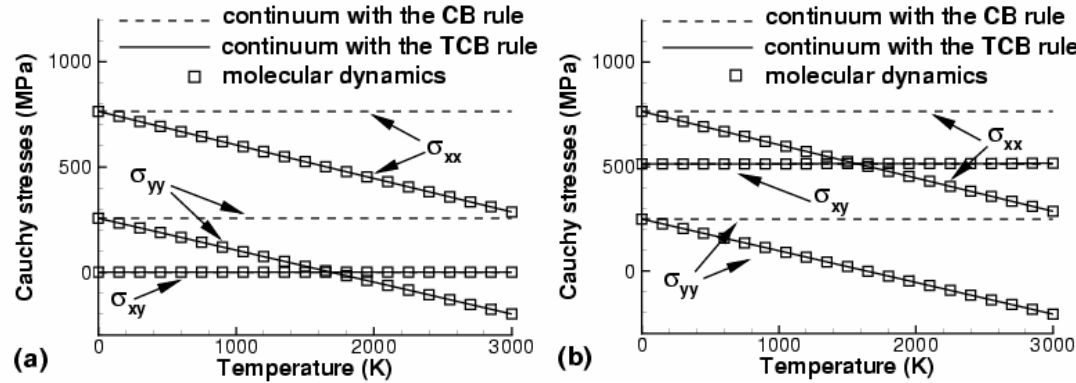 continuum with the CB rule
continuum with the TCB rule
molecular dynamics
1000
500
0
Cauchy stresses (MPa)
σxx
σyy
σxy
0
1000
2000
3000
Temperature (K)
(a)
continuum with the CB rule
continuum with the TCB rule
molecular dynamics
1000
500
0
Cauchy stresses (MPa)
σxx
σxy
σyy
0
1000
2000
3000
Temperature (K)
(b)